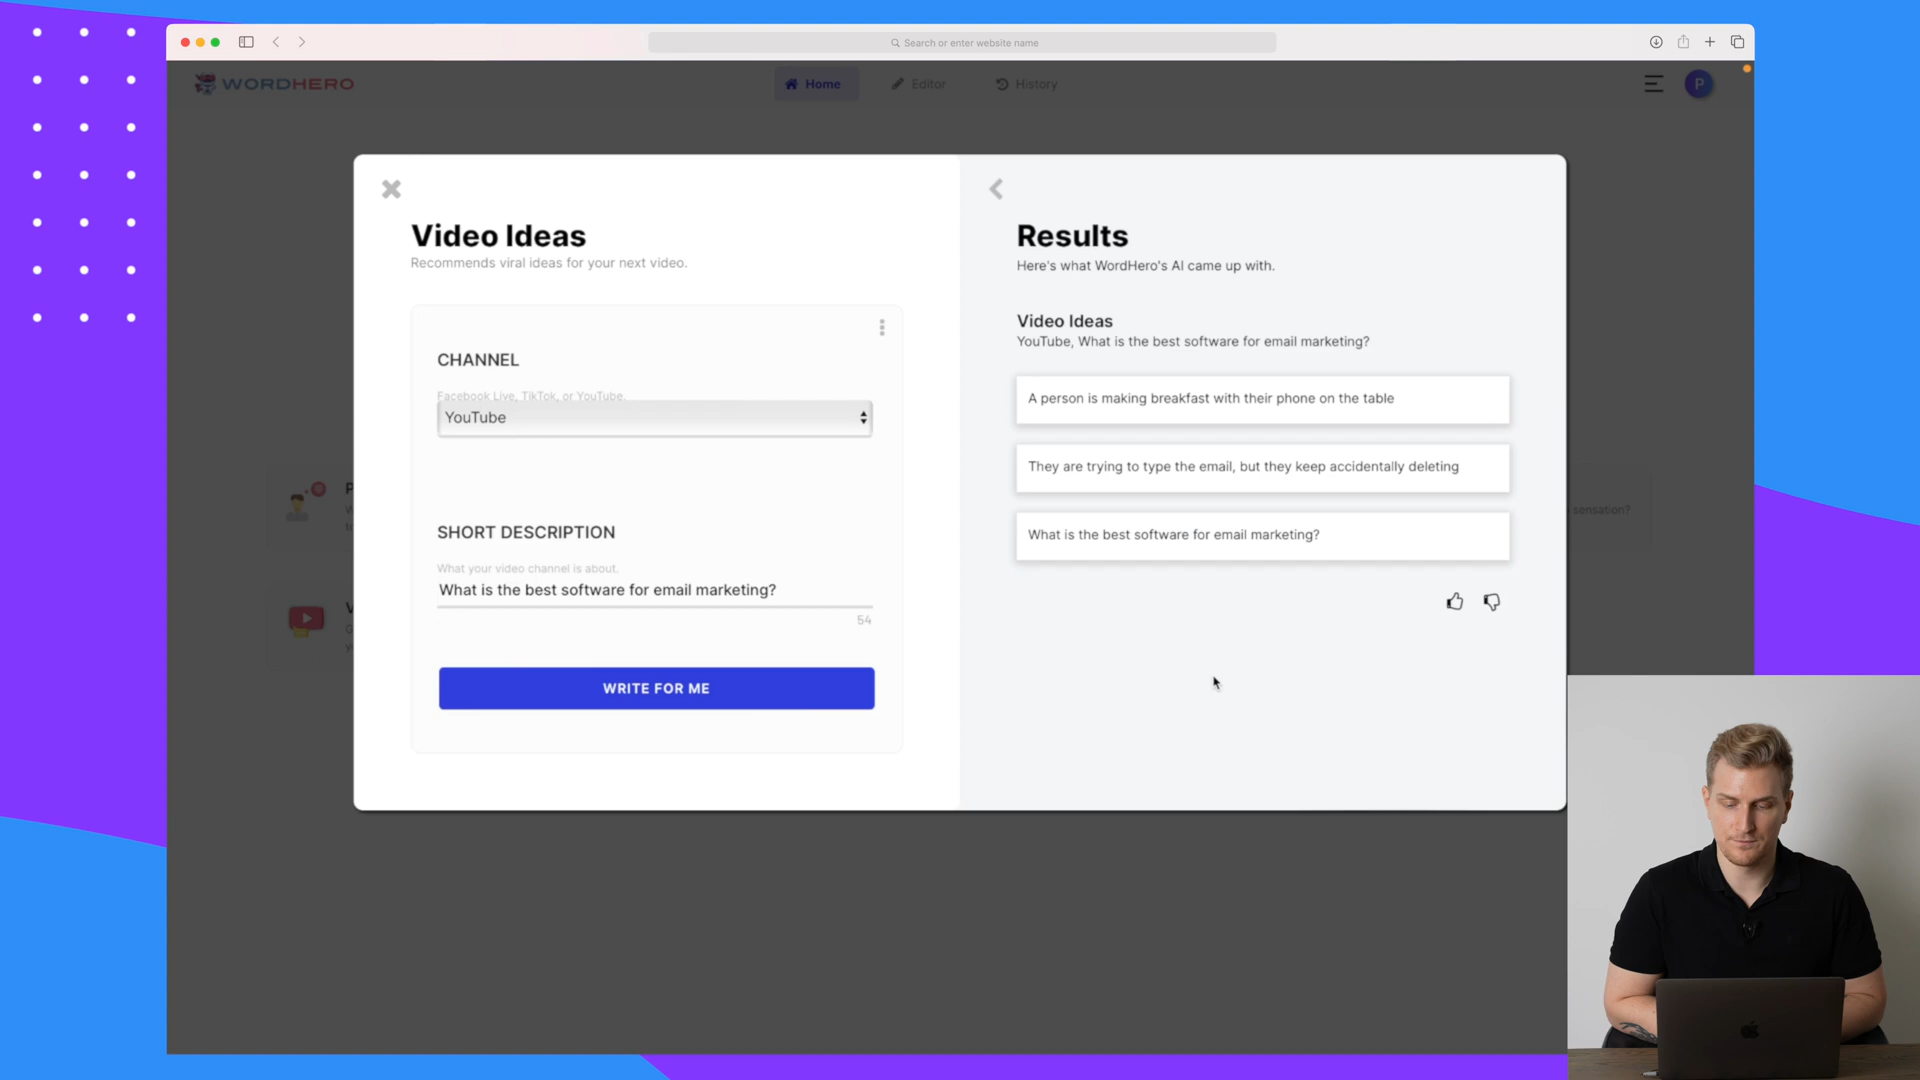 Search or enter website name
WORDHERO
Home
Editor
History
P
Video Ideas
Recommends viral ideas for your next video.
CHANNEL
Facebook Live, TikTok, or YouTube.
YouTube
SHORT DESCRIPTION
What your video channel is about.
What is the best software for email marketing?
54
WRITE FOR ME
Results
Here's what WordHero's AI came up with.
Video Ideas
YouTube, What is the best software for email marketing?
A person is making breakfast with their phone on the table
They are trying to type the email, but they keep accidentally deleting
What is the best software for email marketing?
sensation?